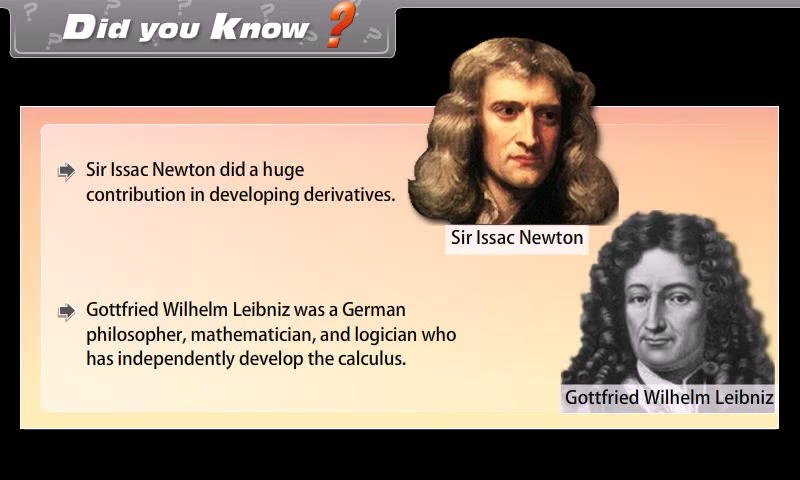 Did you Know ?
Sir Issac Newton did a huge
contribution in developing derivatives.
Sir Issac Newton
Gottfried Wilhelm Leibniz was a German
philosopher, mathematician, and logician who
has independently develop the calculus.
Gottfried Wilhelm Leibniz